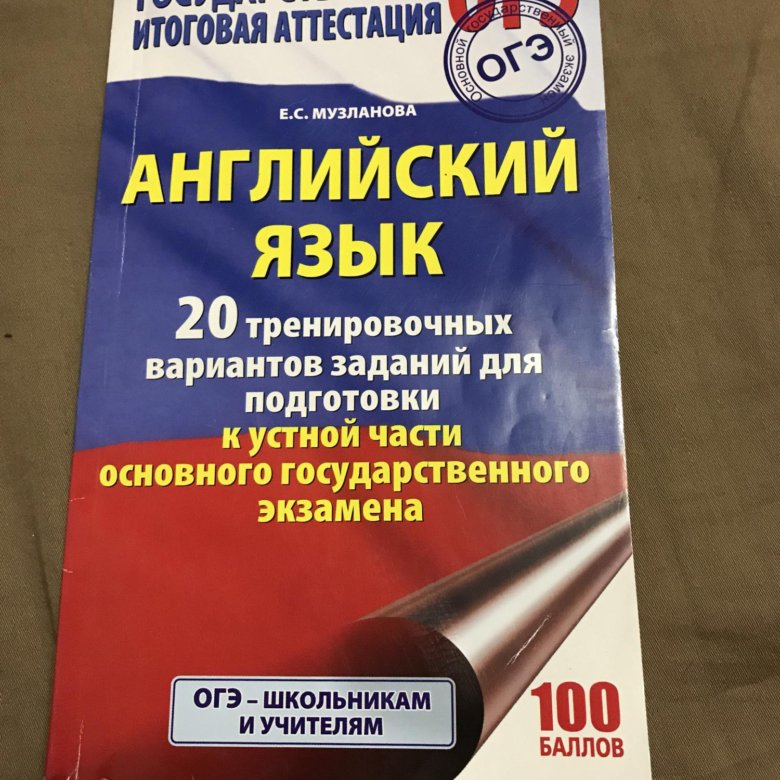 ИТОГОВАЯ АТТЕСТАЦИЯ
Основной государственный экзамен
ОГЭ
Е.С. МУЗЛАНОВА
АНГЛИЙСКИЙ
ЯЗЫК
20 тренировочных
вариантов заданий для
подготовки
к устной части
основного государственного
экзамена
ОГЭ – ШКОЛЬНИКАМ
И УЧИТЕЛЯМ
100
БАЛЛОВ